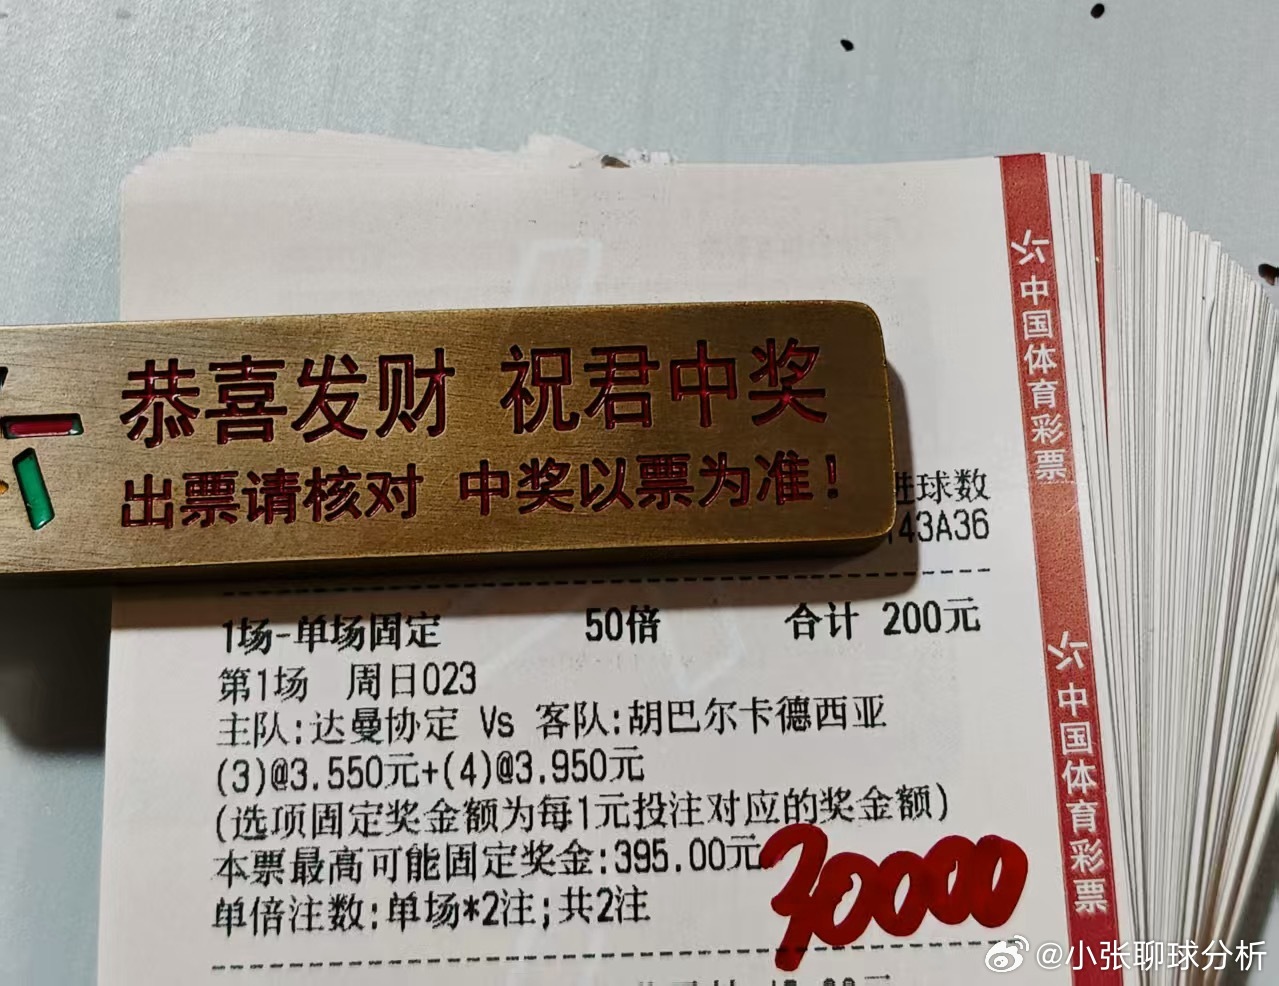 恭喜发财 祝君中奖
出票请核对 中奖以票为准！
进球数
43A36
1场-单场固定 50倍 合计 200元
第1场 周日023
主队:达曼协定 Vs 客队:胡巴尔卡德西亚
(3)@3.550元+(4)@3.950元
(选项固定奖金额为每1元投注对应的奖金额)
本票最高可能固定奖金:395.00元
单倍注数:单场*2注;共2注
70000
中国体育彩票
中国体育彩票
@小张聊球分析